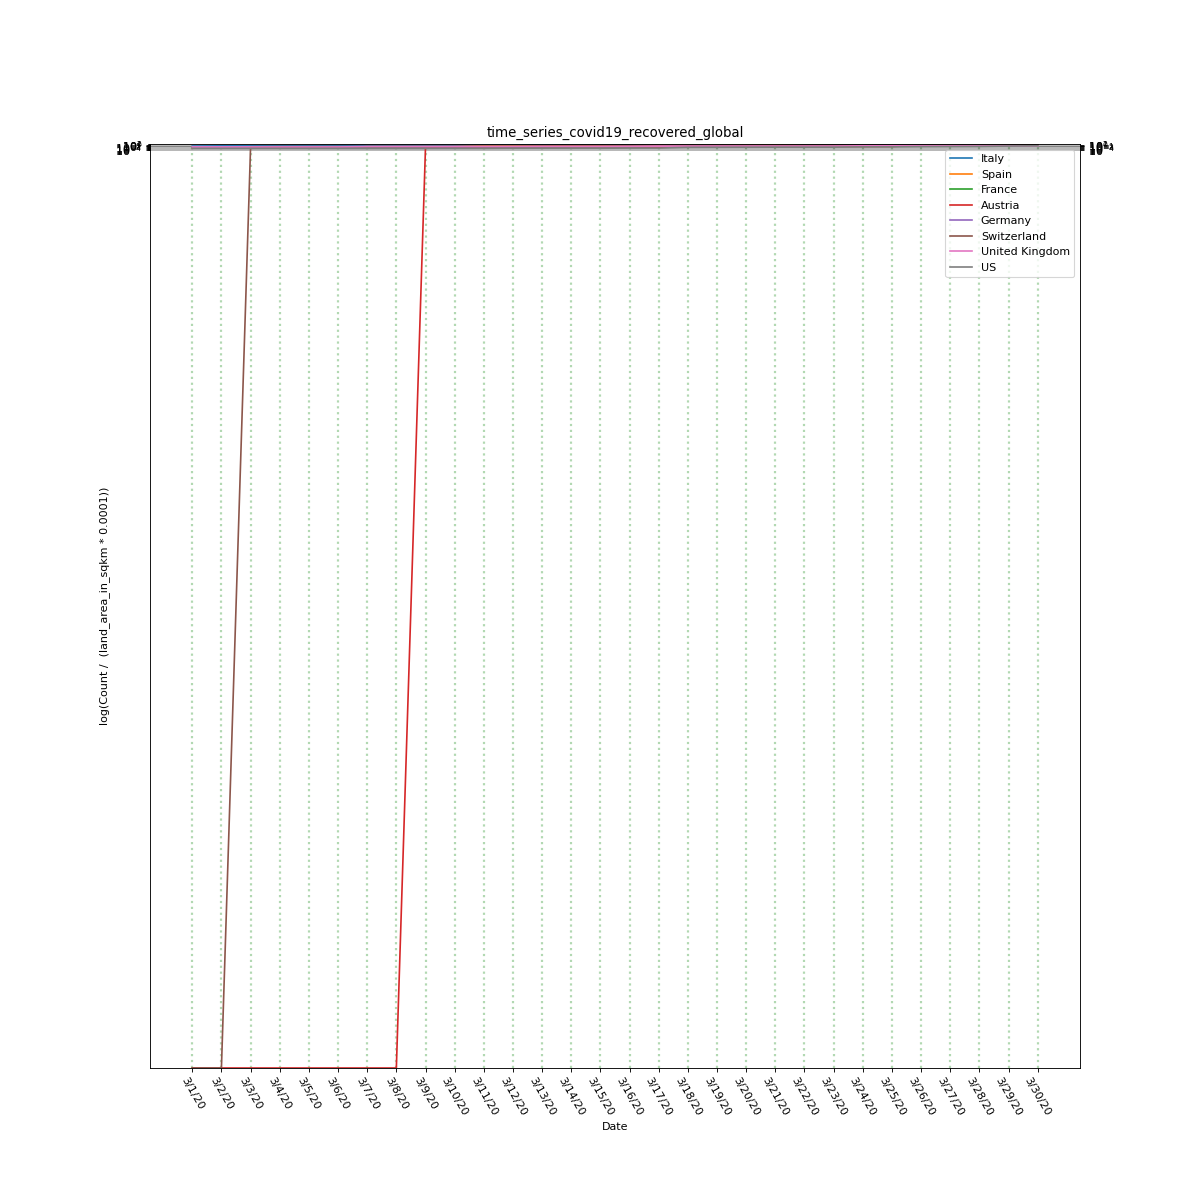 time_series_covid19_recovered_global
Italy
Spain
France
Austria
Germany
Switzerland
United Kingdom
US
log(Count /  (land_area_in_sqkm * 0.0001))
3/1/20
3/2/20
3/3/20
3/4/20
3/5/20
3/6/20
3/7/20
3/8/20
3/9/20
3/10/20
3/11/20
3/12/20
3/13/20
3/14/20
3/15/20
3/16/20
3/17/20
3/18/20
3/19/20
3/20/20
3/21/20
3/22/20
3/23/20
3/24/20
3/25/20
3/26/20
3/27/20
3/28/20
3/29/20
3/30/20
Date